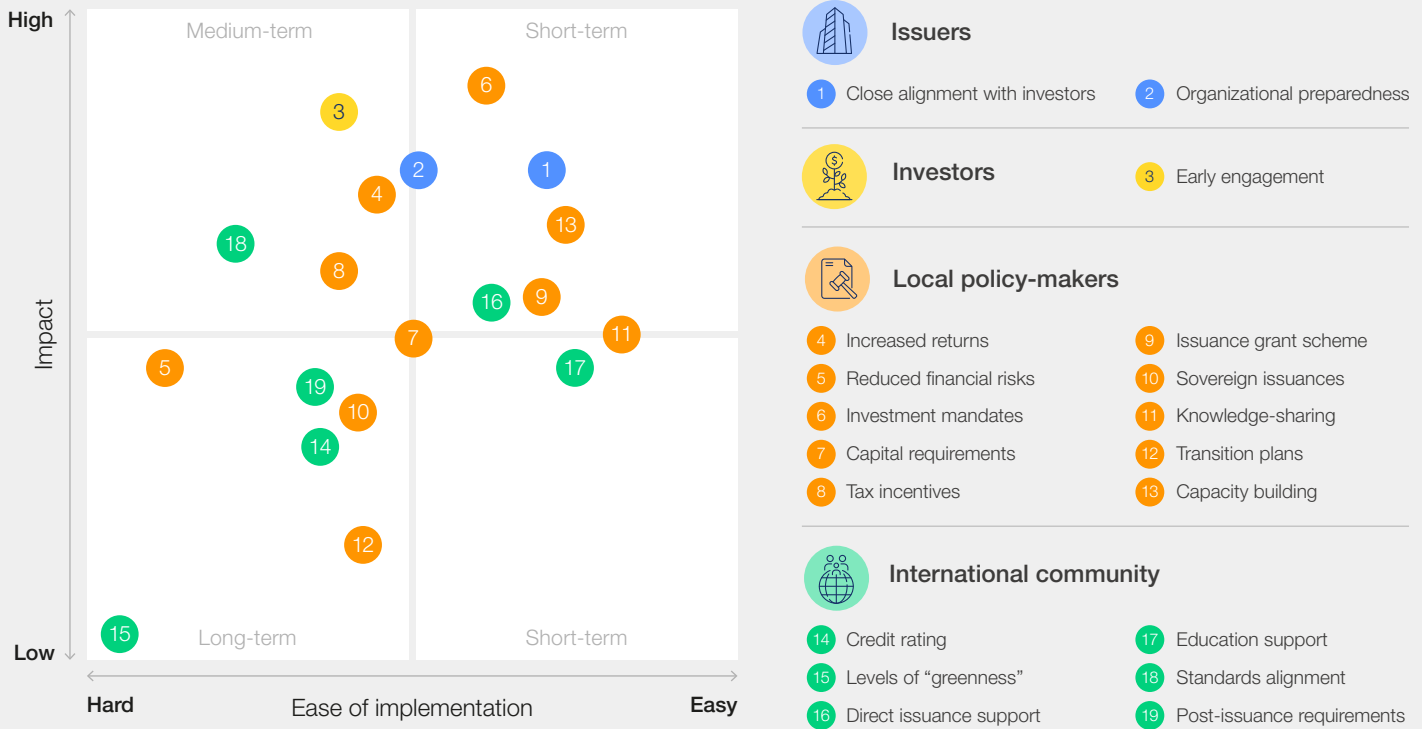 High
Medium-term
Short-term
6
3
2
1
4
13
18
8
16
9
11
7
5
17
19
10
14
12
15
Long-term
Short-term
Low
Impact
Hard
Ease of implementation
Easy
Issuers
1 Close alignment with investors
2 Organizational preparedness
Investors
3 Early engagement
$
Local policy-makers
4 Increased returns
9 Issuance grant scheme
5 Reduced financial risks
10 Sovereign issuances
6 Investment mandates
11 Knowledge-sharing
7 Capital requirements
12 Transition plans
8 Tax incentives
13 Capacity building
International community
14 Credit rating
17 Education support
15 Levels of “greenness”
18 Standards alignment
16 Direct issuance support
19 Post-issuance requirements